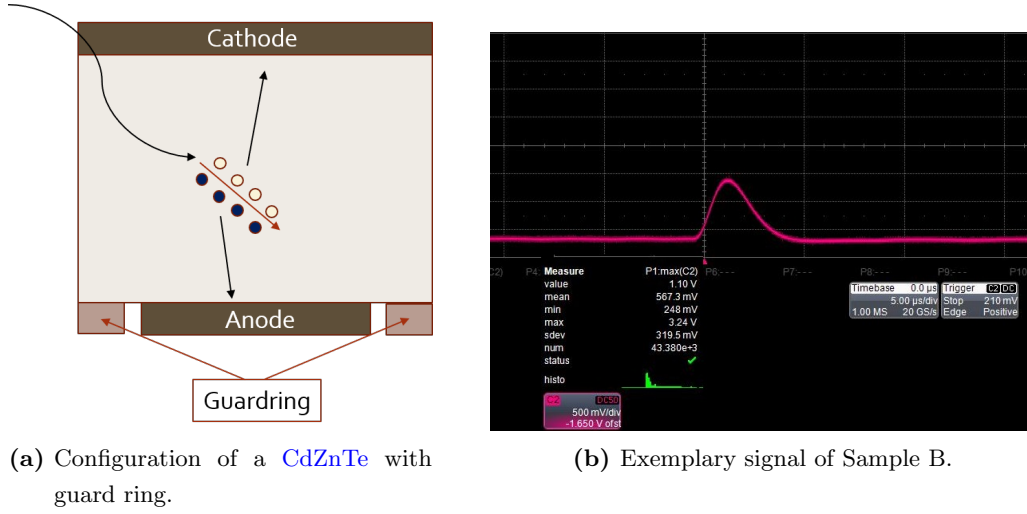 Cathode
Anode
Guardring
C2) P4: P6:--- P7:--- P8:--- P9:--- P10
Measure P1:max(C2)
value 1.10 V
mean 567.3 mV
min 248 mV
max 3.24 V
sdev 319.5 mV
num 43.380e+3
status
histo
C2 DC50
500 mV/div
-1.650 V ofst
Timebase 0.0 µs
5.00 µs/div
1.00 MS 20 GS/s
Trigger C2 DC
Stop 210 mV
Edge Positive
(a) Configuration of a CdZnTe with
guard ring.
(b) Exemplary signal of Sample B.